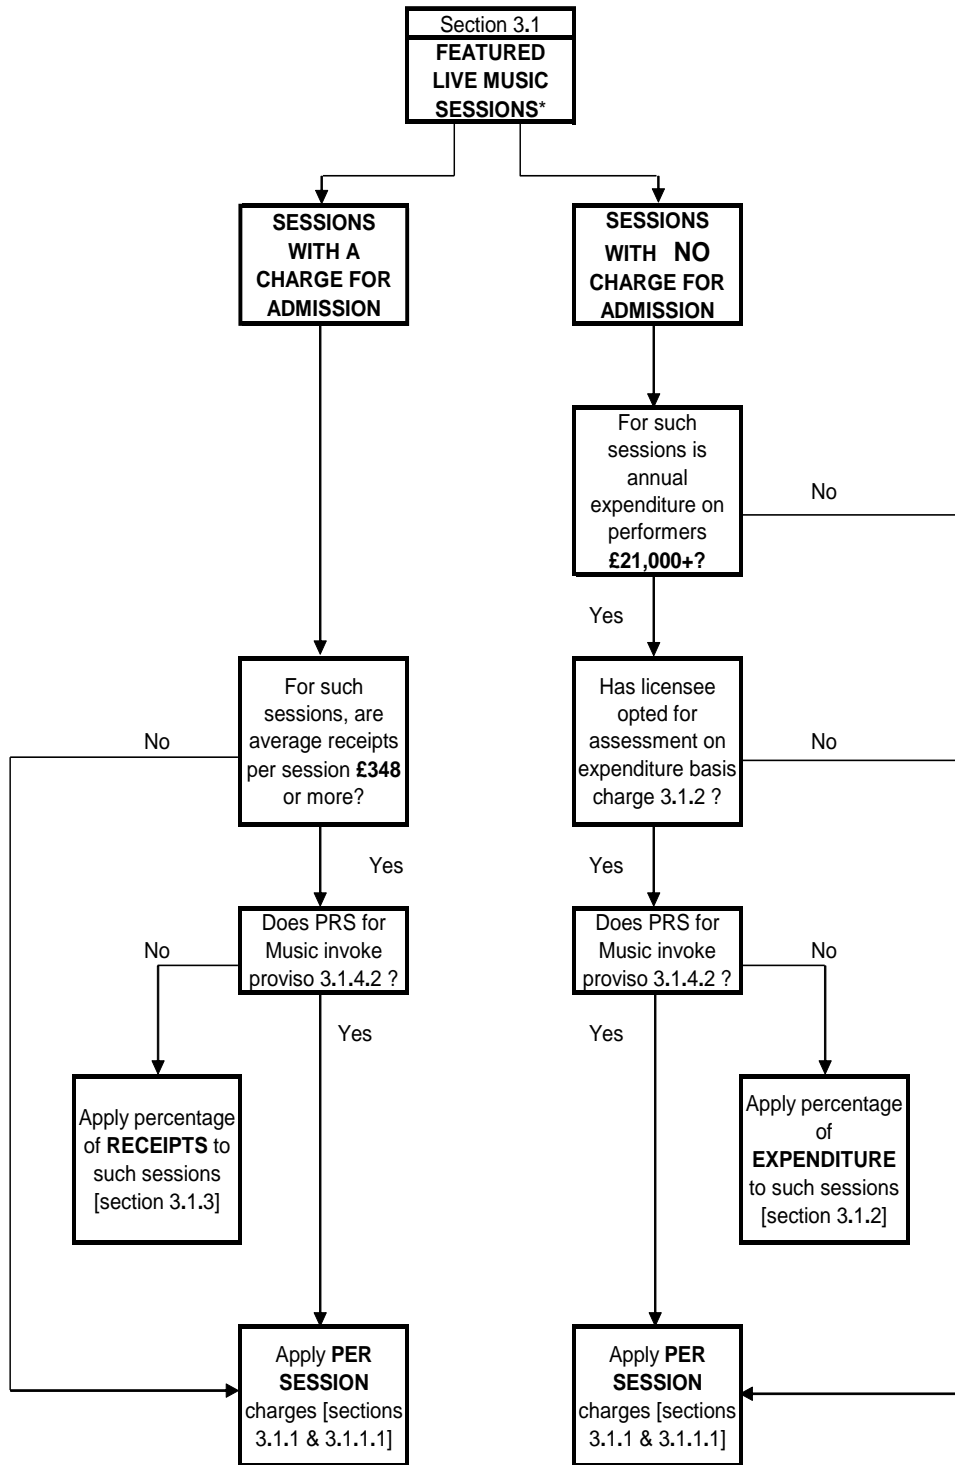 Section 3.1
FEATURED
LIVE MUSIC
SESSIONS*
SESSIONS
WITH A
CHARGE FOR
ADMISSION
SESSIONS
WITH NO
CHARGE FOR
ADMISSION
For such
sessions is
annual
expenditure on
performers
£21,000+?
No
Yes
For such
sessions, are
average receipts
per session £348
or more?
No
Yes
Has licensee
opted for
assessment on
expenditure basis
charge 3.1.2 ?
No
Yes
Does PRS for
Music invoke
proviso 3.1.4.2 ?
No
Yes
Does PRS for
Music invoke
proviso 3.1.4.2 ?
No
Yes
Apply percentage
of RECEIPTS to
such sessions
[section 3.1.3]
Apply percentage
of
EXPENDITURE
to such sessions
[section 3.1.2]
Apply PER
SESSION
charges [sections
3.1.1 & 3.1.1.1]
Apply PER
SESSION
charges [sections
3.1.1 & 3.1.1.1]